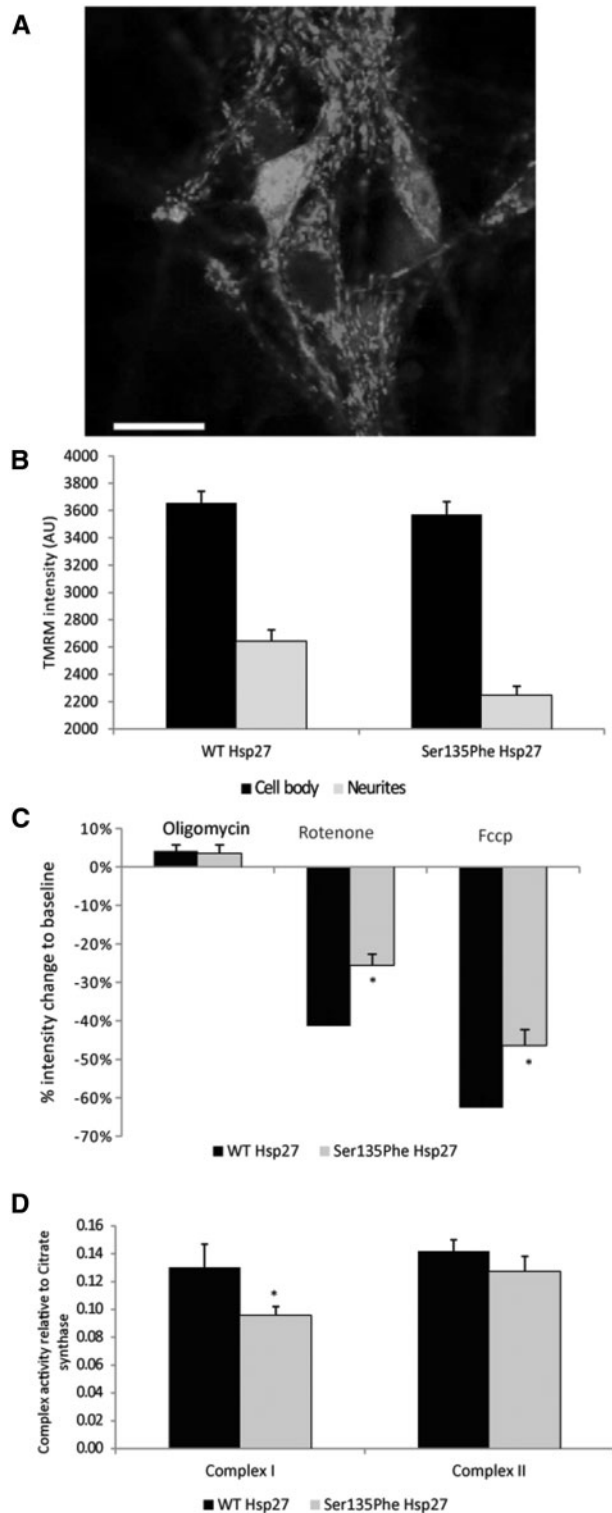 A
B
4000
3800
3600
3400
3200
3000
2800
2600
2400
2200
2000
TMRM intensity (AU)
WT Hsp27 Ser135Phe Hsp27
Cell body Neurites
C
10%
0%
-10%
-20%
-30%
-40%
-50%
-60%
-70%
% intensity change to baseline
Oligomycin Rotenone Fccp
*
*
WT Hsp27 Ser135Phe Hsp27
D
0.16
0.14
0.12
0.10
0.08
0.06
0.04
0.02
0.00
Complex activity relative to Citrate
synthase
*
Complex I Complex II
WT Hsp27 Ser135Phe Hsp27